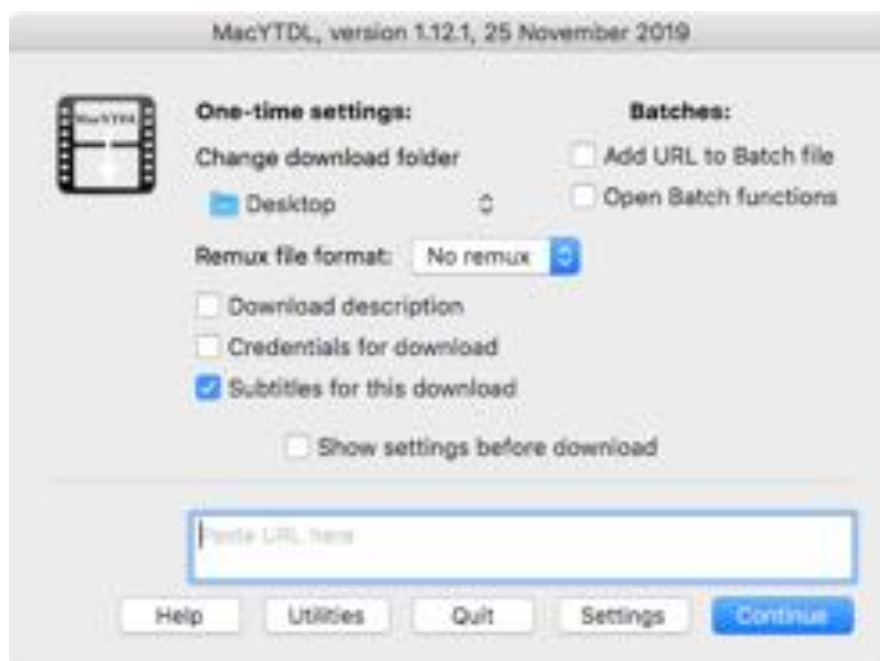 MacYTDL, version 1.12.1, 25 November 2019
MacYTDL
One-time settings:
Batches:
Change download folder
Add URL to Batch file
Desktop
Open Batch functions
Remux file format:
No remux
Download description
Credentials for download
Subtitles for this download
Show settings before download
Paste URL here
Help
Utilities
Quit
Settings
Continue